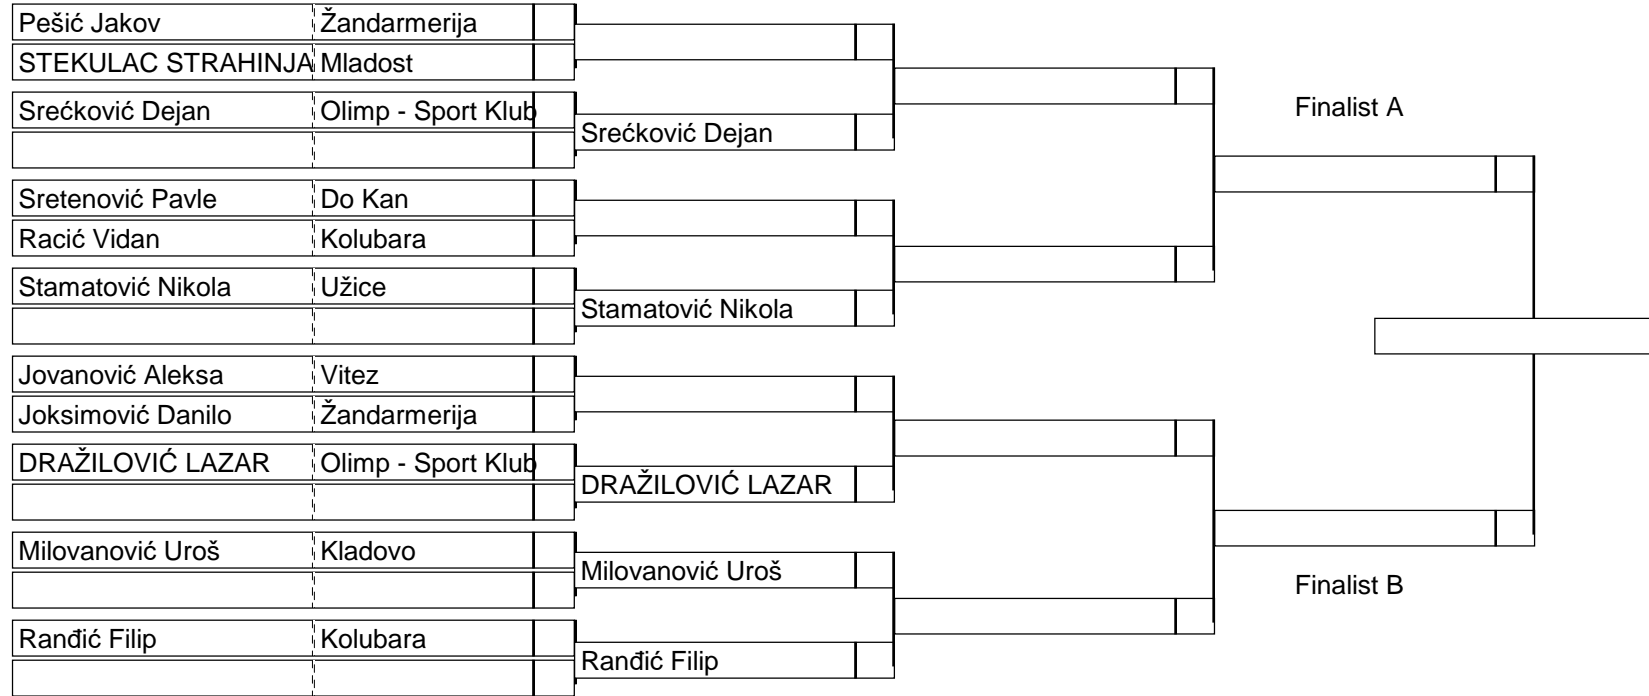 Pešić Jakov Žandarmerija
STEKULAC STRAHINJA Mladost
Srećković Dejan Olimp - Sport Klub
Srećković Dejan
Sretenović Pavle Do Kan
Racić Vidan Kolubara
Stamatović Nikola Užice
Stamatović Nikola
Jovanović Aleksa Vitez
Joksimović Danilo Žandarmerija
DRAŽILOVIĆ LAZAR Olimp - Sport Klub
DRAŽILOVIĆ LAZAR
Milovanović Uroš Kladovo
Milovanović Uroš
Ranđić Filip Kolubara
Ranđić Filip
Finalist A
Finalist B